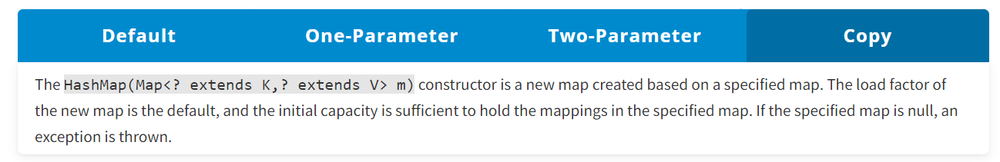 Default One-Parameter Two-Parameter Copy
The HashMap(Map<? extends K,? extends V> m) constructor is a new map created based on a specified map. The load factor of
the new map is the default, and the initial capacity is sufficient to hold the mappings in the specified map. If the specified map is null, an
exception is thrown.